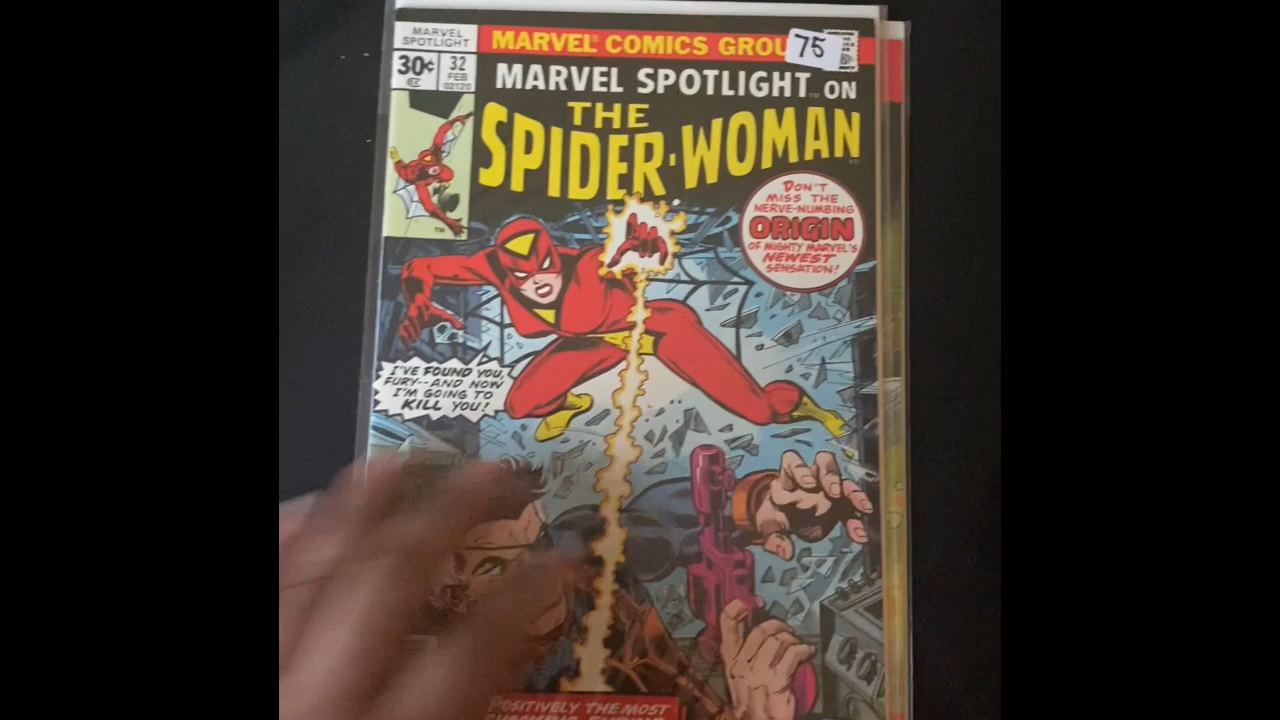 MARVEL
SPOTLIGHT
30¢
32
FEB
02120
MARVEL COMICS GROU
75
MARVEL SPOTLIGHT ON
THE
SPIDER-WOMAN
TM
DON'T
MISS THE
NERVE-NUMBING
ORIGIN
OF MIGHTY MARVEL'S
NEWEST
SENSATION!
I'VE FOUND YOU,
FURY--AND NOW
I'M GOING TO
KILL YOU!
POSITIVELY THE MOST